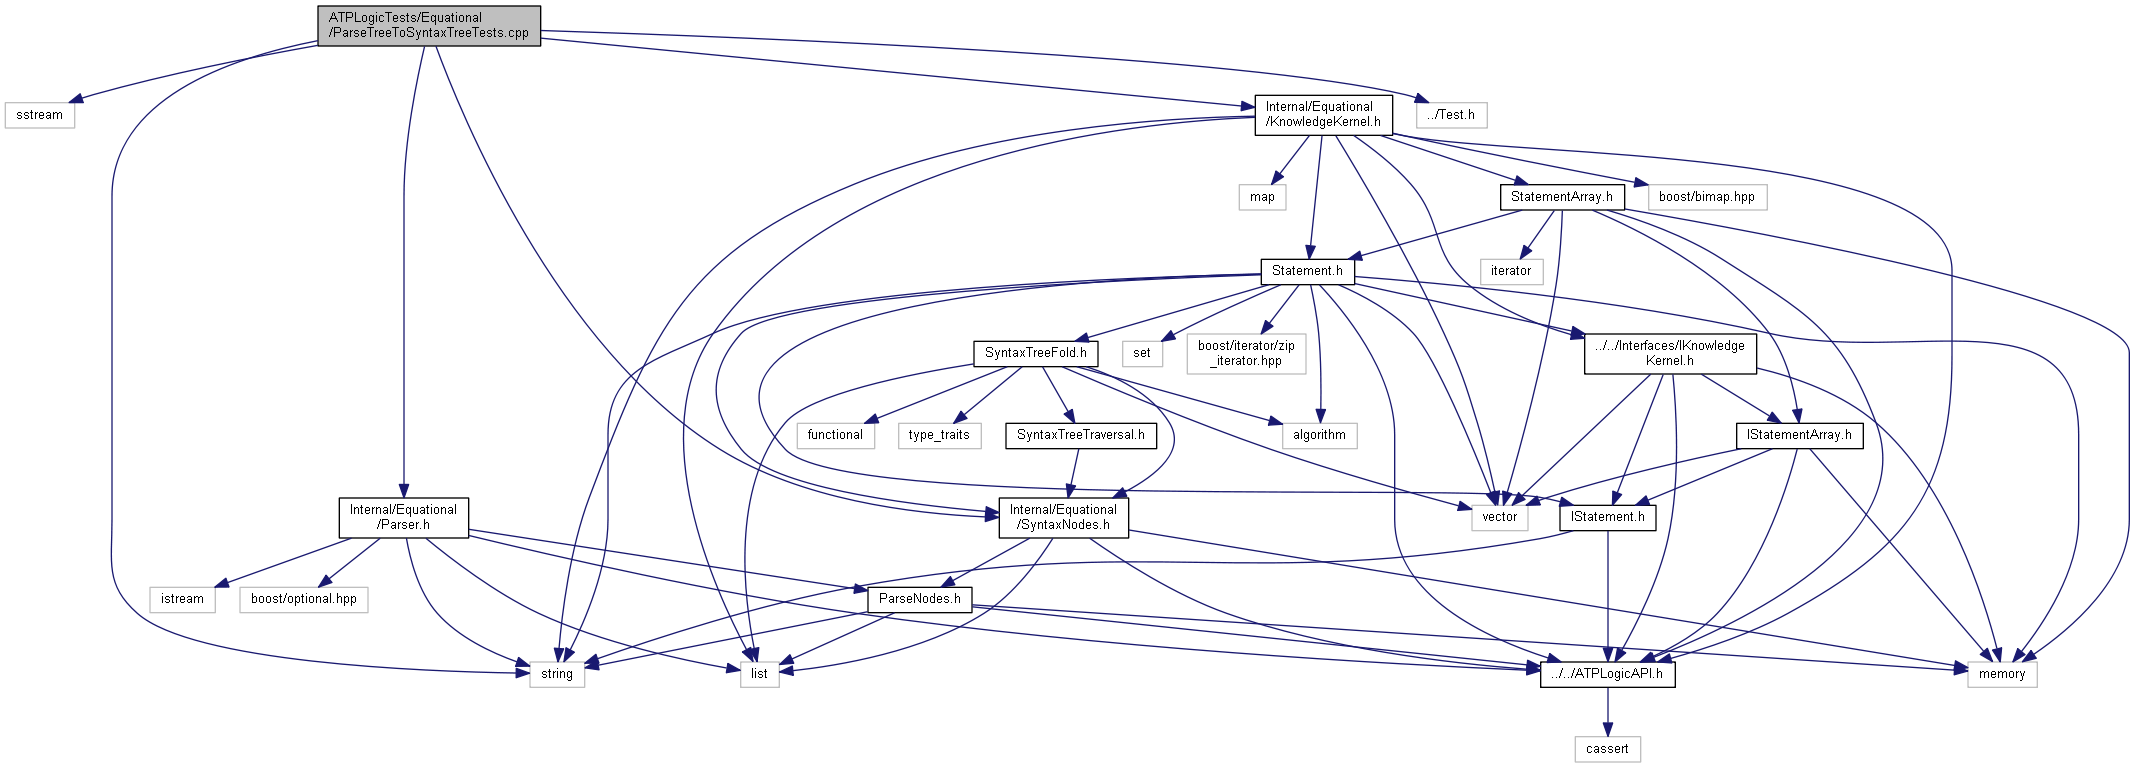 ATPLogicTests/Equational
/ParseTreeToSyntaxTreeTests.cpp
sstream
Internal/Equational
/KnowledgeKernel.h
../Test.h
map
StatementArray.h
boost/bimap.hpp
Statement.h
iterator
SyntaxTreeFold.h
set
boost/iterator/zip
_iterator.hpp
../../Interfaces/IKnowledge
Kernel.h
functional
type_traits
SyntaxTreeTraversal.h
algorithm
IStatementArray.h
Internal/Equational
/Parser.h
Internal/Equational
/SyntaxNodes.h
vector
IStatement.h
istream
boost/optional.hpp
ParseNodes.h
string
list
../../ATPLogicAPI.h
memory
cassert